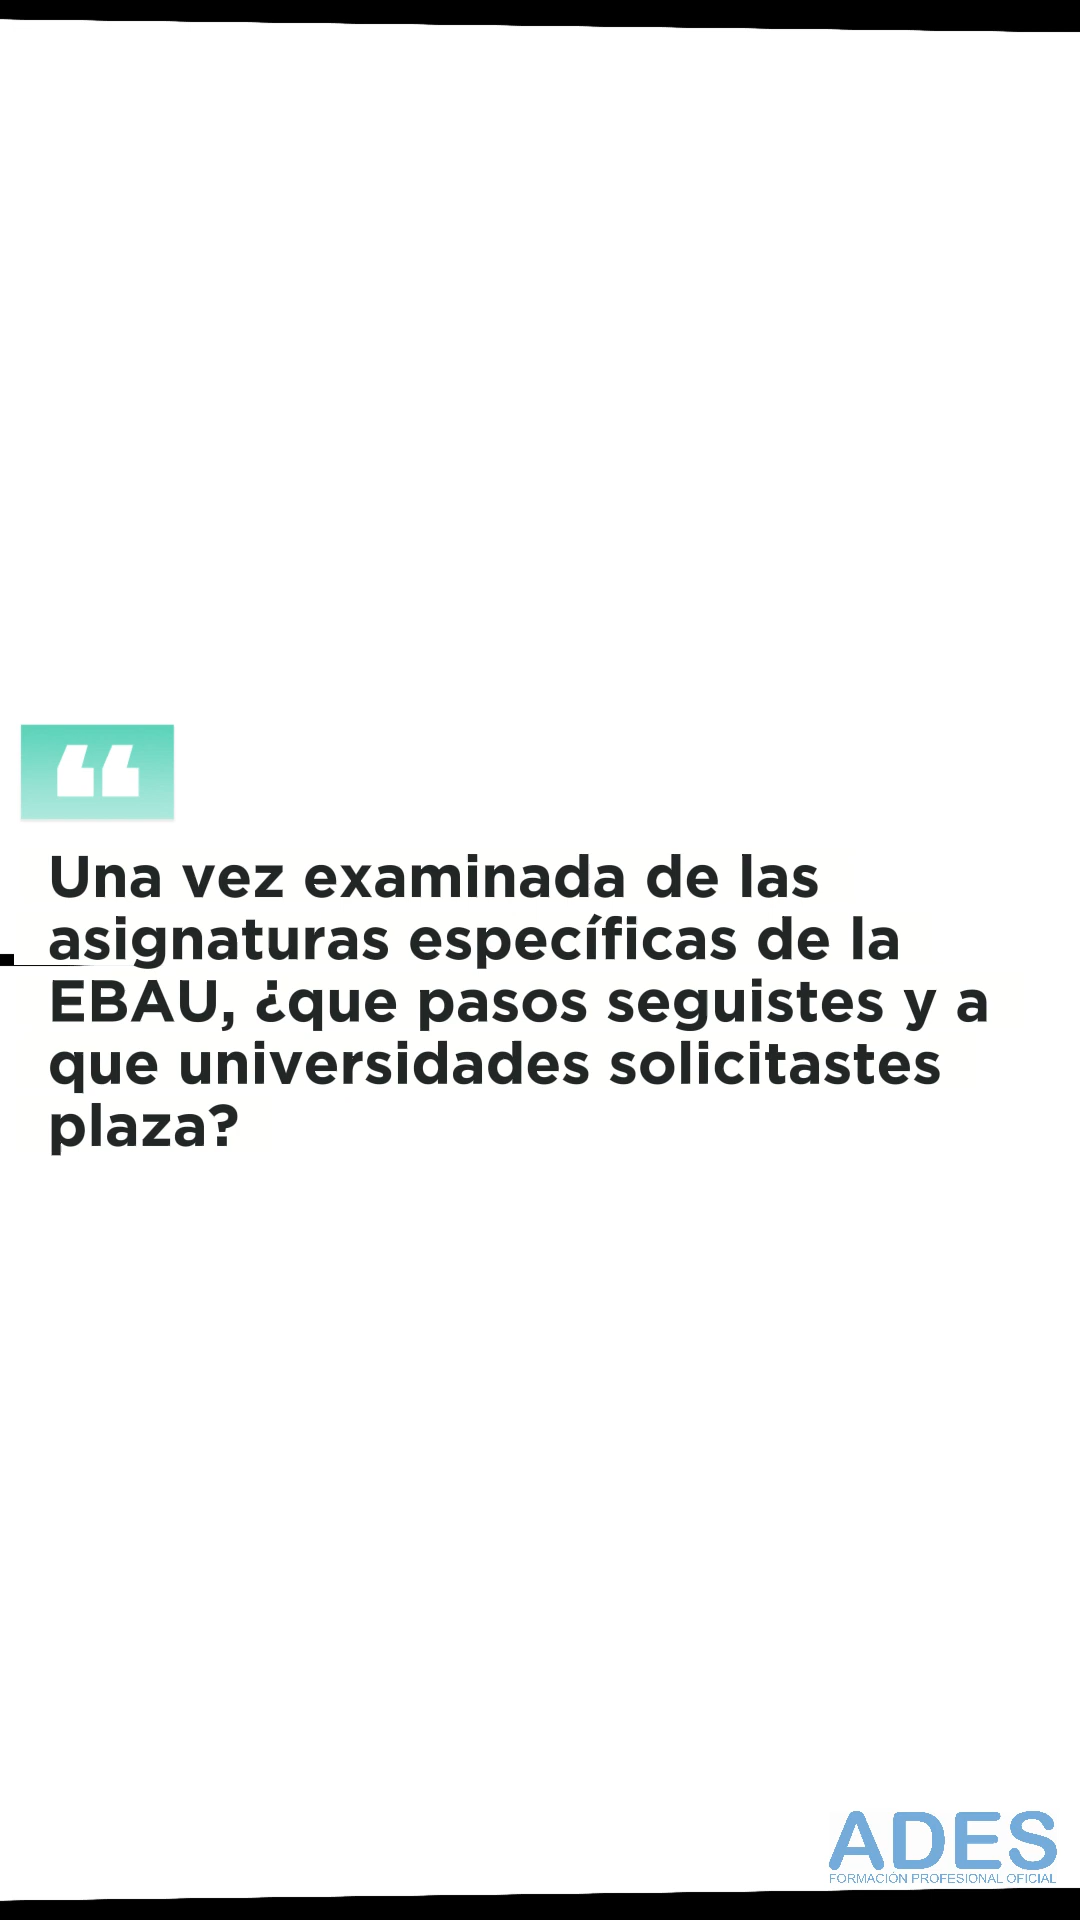 Una vez examinada de las
asignaturas específicas de la
EBAU, ¿que pasos seguistes y a
que universidades solicitastes
plaza?
ADES
FORMACIÓN PROFESIONAL OFICIAL